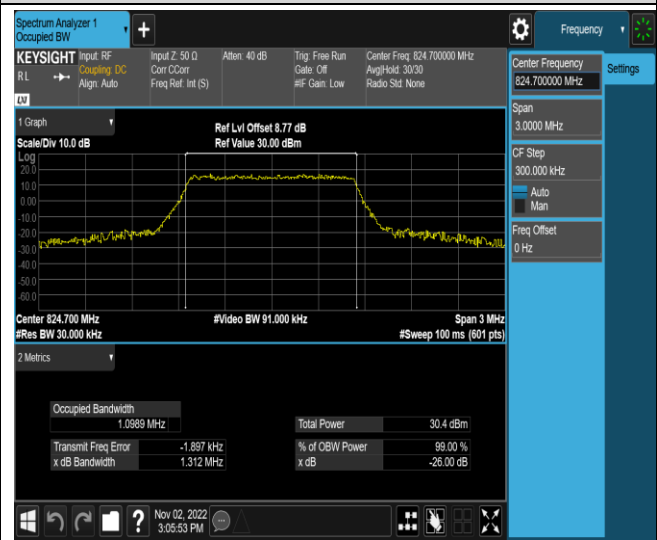 Spectrum Analyzer 1
Occupied BW
Frequency
KEYSIGHT
R L
LXI
Input: RF
Coupling: DC
Align: Auto
Input Z: 50 Ω
Corr CCorr
Freq Ref: Int (S)
Atten: 40 dB
Trig: Free Run
Gate: Off
#IF Gain: Low
Center Freq: 824.700000 MHz
Avg|Hold: 30/30
Radio Std: None
Center Frequency
824.700000 MHz
Settings
Span
3.0000 MHz
CF Step
300.000 kHz
Auto
Man
Freq Offset
0 Hz
1 Graph
Ref Lvl Offset 8.77 dB
Scale/Div 10.0 dB
Ref Value 30.00 dBm
Log
20.0
10.0
0.00
-10.0
-20.0
-30.0
-40.0
-50.0
-60.0
Center 824.700 MHz
#Video BW 91.000 kHz
Span 3 MHz
#Res BW 30.000 kHz
#Sweep 100 ms (601 pts)
2 Metrics
Occupied Bandwidth
1.0989 MHz
Total Power 30.4 dBm
Transmit Freq Error -1.897 kHz
% of OBW Power 99.00 %
x dB Bandwidth 1.312 MHz
x dB -26.00 dB
?
Nov 02, 2022
3:05:53 PM